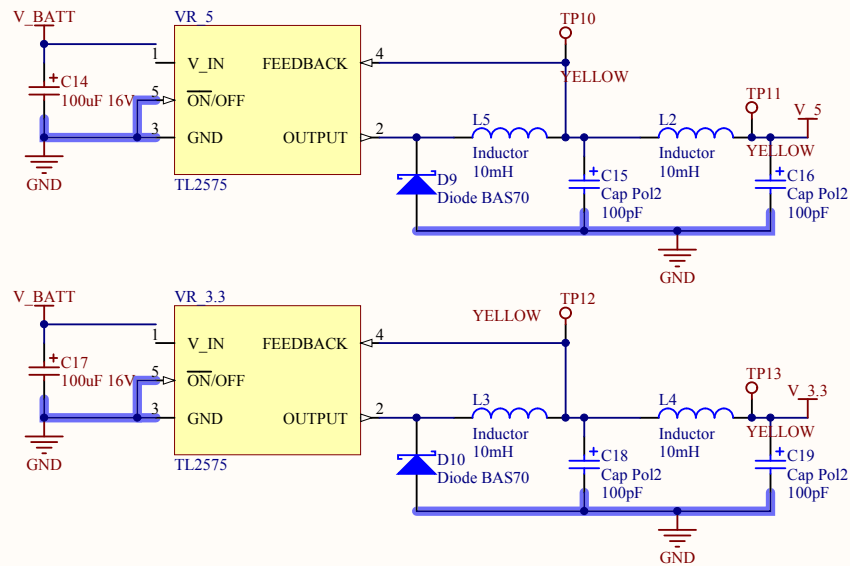 V_BATT
VR_5
TP10
1
V_IN
FEEDBACK
4
YELLOW
C14
100uF 16V
5
ON/OFF
TP11
V_5
3
GND
OUTPUT
2
L5
L2
YELLOW
Inductor
10mH
Inductor
10mH
GND
TL2575
D9
Diode BAS70
C15
Cap Pol2
100pF
C16
Cap Pol2
100pF
GND
V_BATT
VR_3.3
TP12
YELLOW
1
V_IN
FEEDBACK
4
C17
100uF 16V
5
ON/OFF
TP13
V_3.3
3
GND
OUTPUT
2
L3
L4
YELLOW
Inductor
10mH
Inductor
10mH
GND
TL2575
D10
Diode BAS70
C18
Cap Pol2
100pF
C19
Cap Pol2
100pF
GND